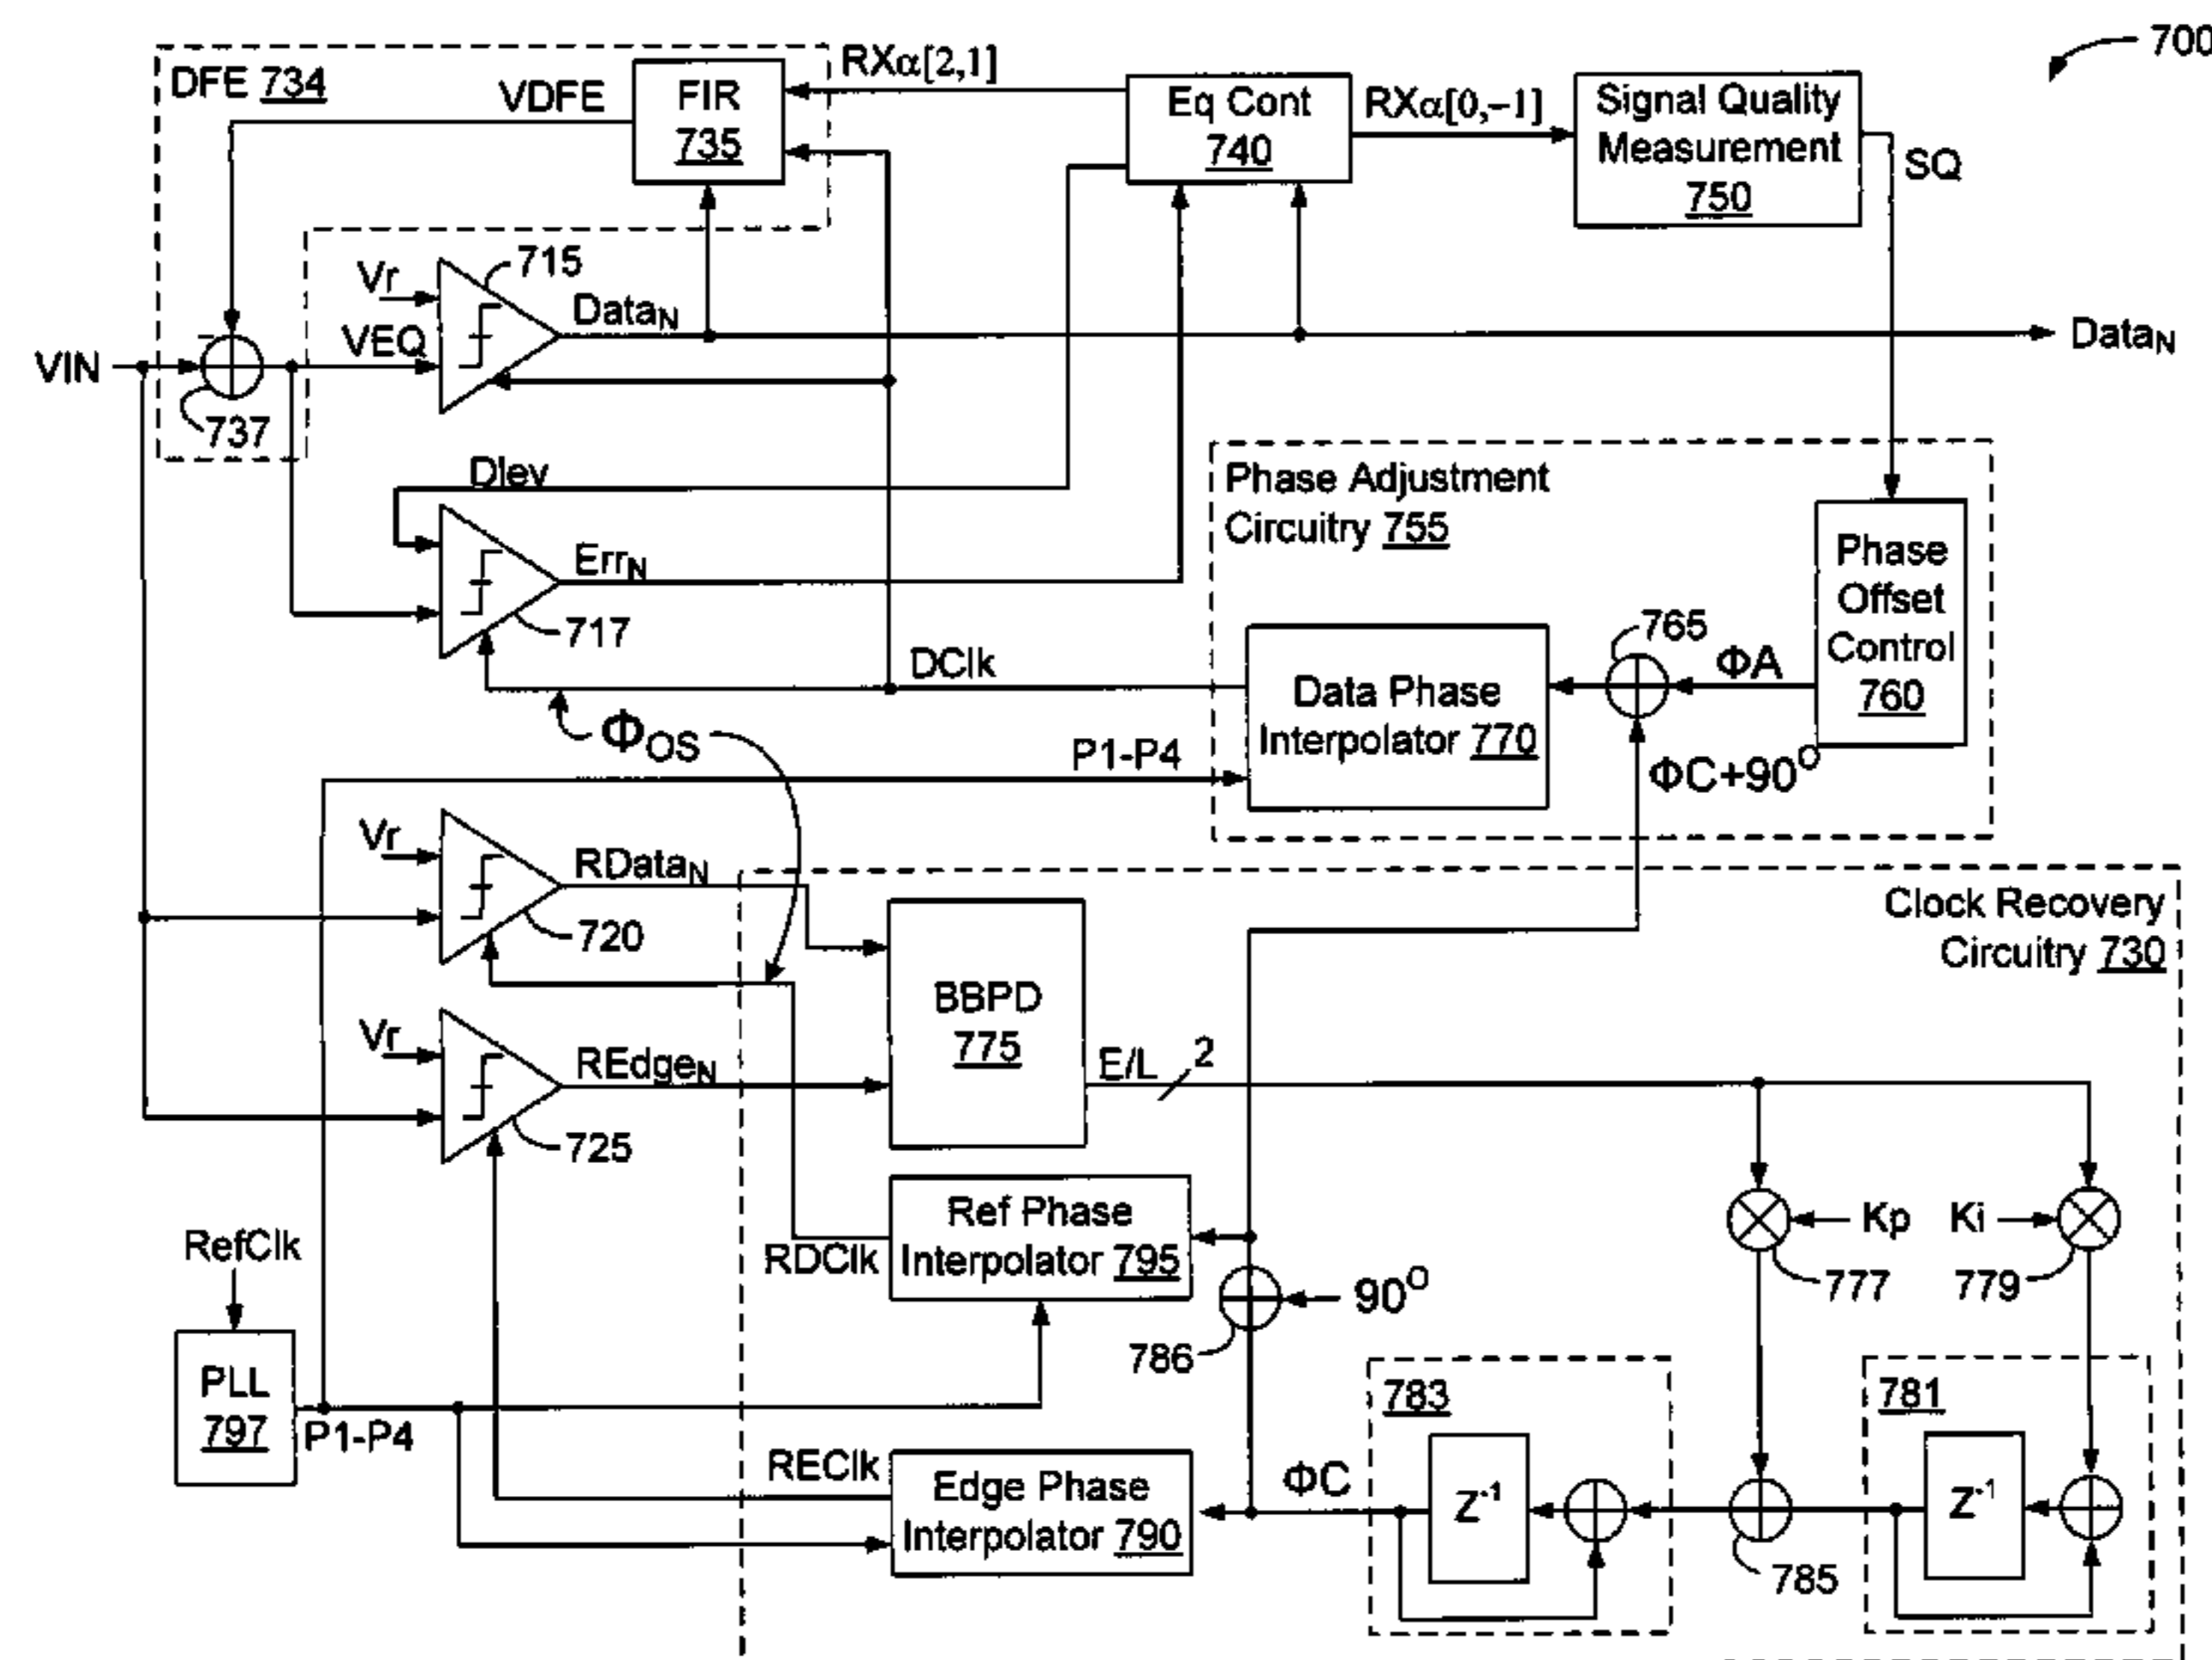 700
DFE 734
VDFE
FIR
735
RXα[2,1]
Eq Cont
740
RXα[0,–1]
Signal Quality
Measurement
750
SQ
Vr
715
DataN
VEQ
VIN
-
737
DataN
Dlev
ErrN
717
Phase Adjustment
Circuitry 755
Phase
Offset
Control
760
765
ΦA
DClk
Data Phase
Interpolator 770
ΦOS
P1-P4
ΦC+90°
Vr
RDataN
720
Clock Recovery
Circuitry 730
BBPD
775
Vr
REdgeN
725
E/L
2
RefClk
Ref Phase
Interpolator 795
RDClk
Kp
Ki
777
779
90°
786
PLL
797
P1-P4
783
781
REClk
Edge Phase
Interpolator 790
ΦC
Z-1
Z-1
785